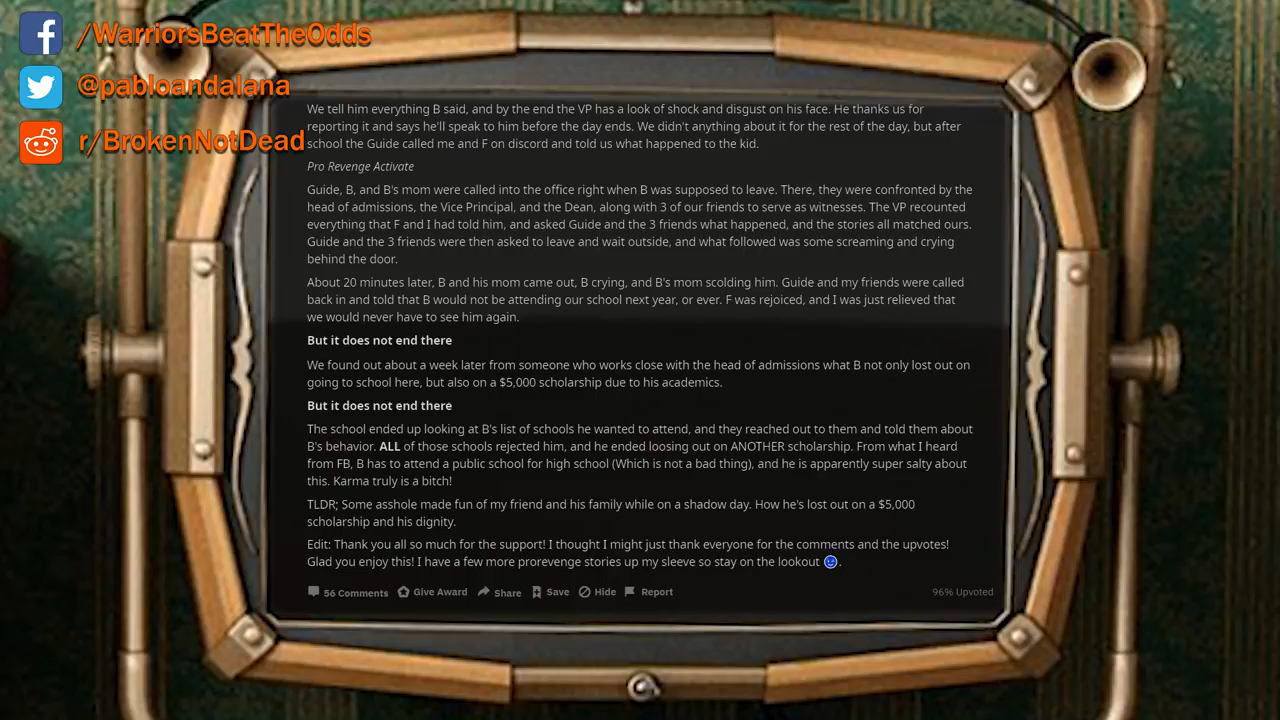 /WarriorsBeatTheOdds
@pabloandalana
r/BrokenNotDead
We tell him everything B said, and by the end the VP has a look of shock and disgust on his face. He thanks us for
reporting it and says he'll speak to him before the day ends. We didn't anything about it for the rest of the day, but after
school the Guide called me and F on discord and told us what happened to the kid.
Pro Revenge Activate
Guide, B, and B's mom were called into the office right when B was supposed to leave. There, they were confronted by the
head of admissions, the Vice Principal, and the Dean, along with 3 of our friends to serve as witnesses. The VP recounted
everything that F and I had told him, and asked Guide and the 3 friends what happened, and the stories all matched ours.
Guide and the 3 friends were then asked to leave and wait outside, and what followed was some screaming and crying
behind the door.
About 20 minutes later, B and his mom came out, B crying, and B's mom scolding him. Guide and my friends were called
back in and told that B would not be attending our school next year, or ever. F was rejoiced, and I was just relieved that
we would never have to see him again.
But it does not end there
We found out about a week later from someone who works close with the head of admissions what B not only lost out on
going to school here, but also on a $5,000 scholarship due to his academics.
But it does not end there
The school ended up looking at B's list of schools he wanted to attend, and they reached out to them and told them about
B's behavior. ALL of those schools rejected him, and he ended loosing out on ANOTHER scholarship. From what I heard
from FB, B has to attend a public school for high school (Which is not a bad thing), and he is apparently super salty about
this. Karma truly is a bitch!
TLDR; Some asshole made fun of my friend and his family while on a shadow day. How he's lost out on a $5,000
scholarship and his dignity.
Edit: Thank you all so much for the support! I thought I might just thank everyone for the comments and the upvotes!
Glad you enjoy this! I have a few more prorevenge stories up my sleeve so stay on the lookout 🙂.
56 Comments Give Award Share Save Hide Report 96% Upvoted